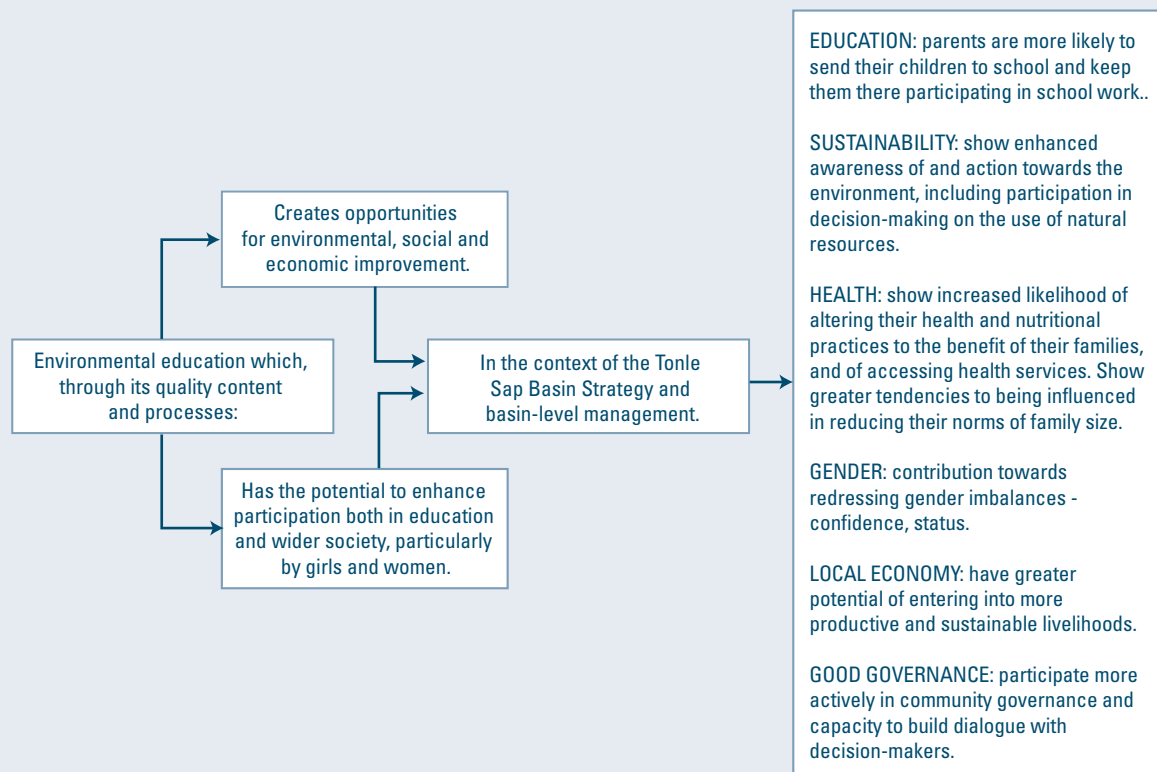 Environmental education which,
through its quality content
and processes:
Creates opportunities
for environmental, social and
economic improvement.
Has the potential to enhance
participation both in education
and wider society, particularly
by girls and women.
In the context of the Tonle
Sap Basin Strategy and
basin-level management.
EDUCATION: parents are more likely to
send their children to school and keep
them there participating in school work..
SUSTAINABILITY: show enhanced
awareness of and action towards the
environment, including participation in
decision-making on the use of natural
resources.
HEALTH: show increased likelihood of
altering their health and nutritional
practices to the benefit of their families,
and of accessing health services. Show
greater tendencies to being influenced
in reducing their norms of family size.
GENDER: contribution towards
redressing gender imbalances -
confidence, status.
LOCAL ECONOMY: have greater
potential of entering into more
productive and sustainable livelihoods.
GOOD GOVERNANCE: participate more
actively in community governance and
capacity to build dialogue with
decision-makers.